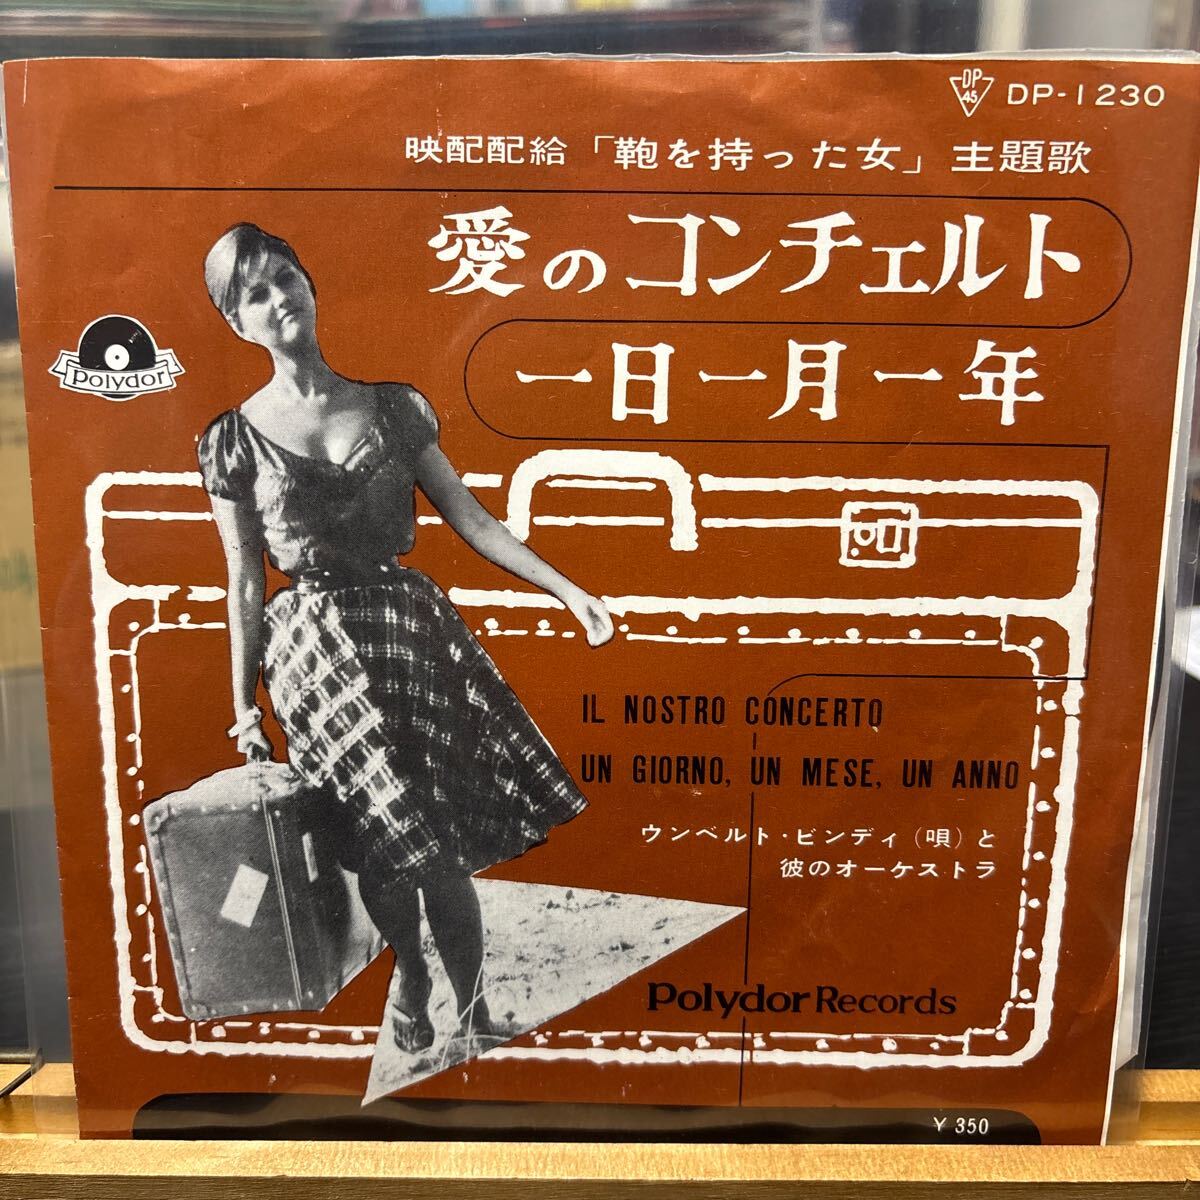 DP
45
DP-1230
映配配給「鞄を持った女」主題歌
愛のコンチェルト
一日一月一年
Polydor
IL NOSTRO CONCERTO
UN GIORNO, UN MESE, UN ANNO
ウンベルト・ビンディ(唄)と
彼のオーケストラ
Polydor Records
¥ 350